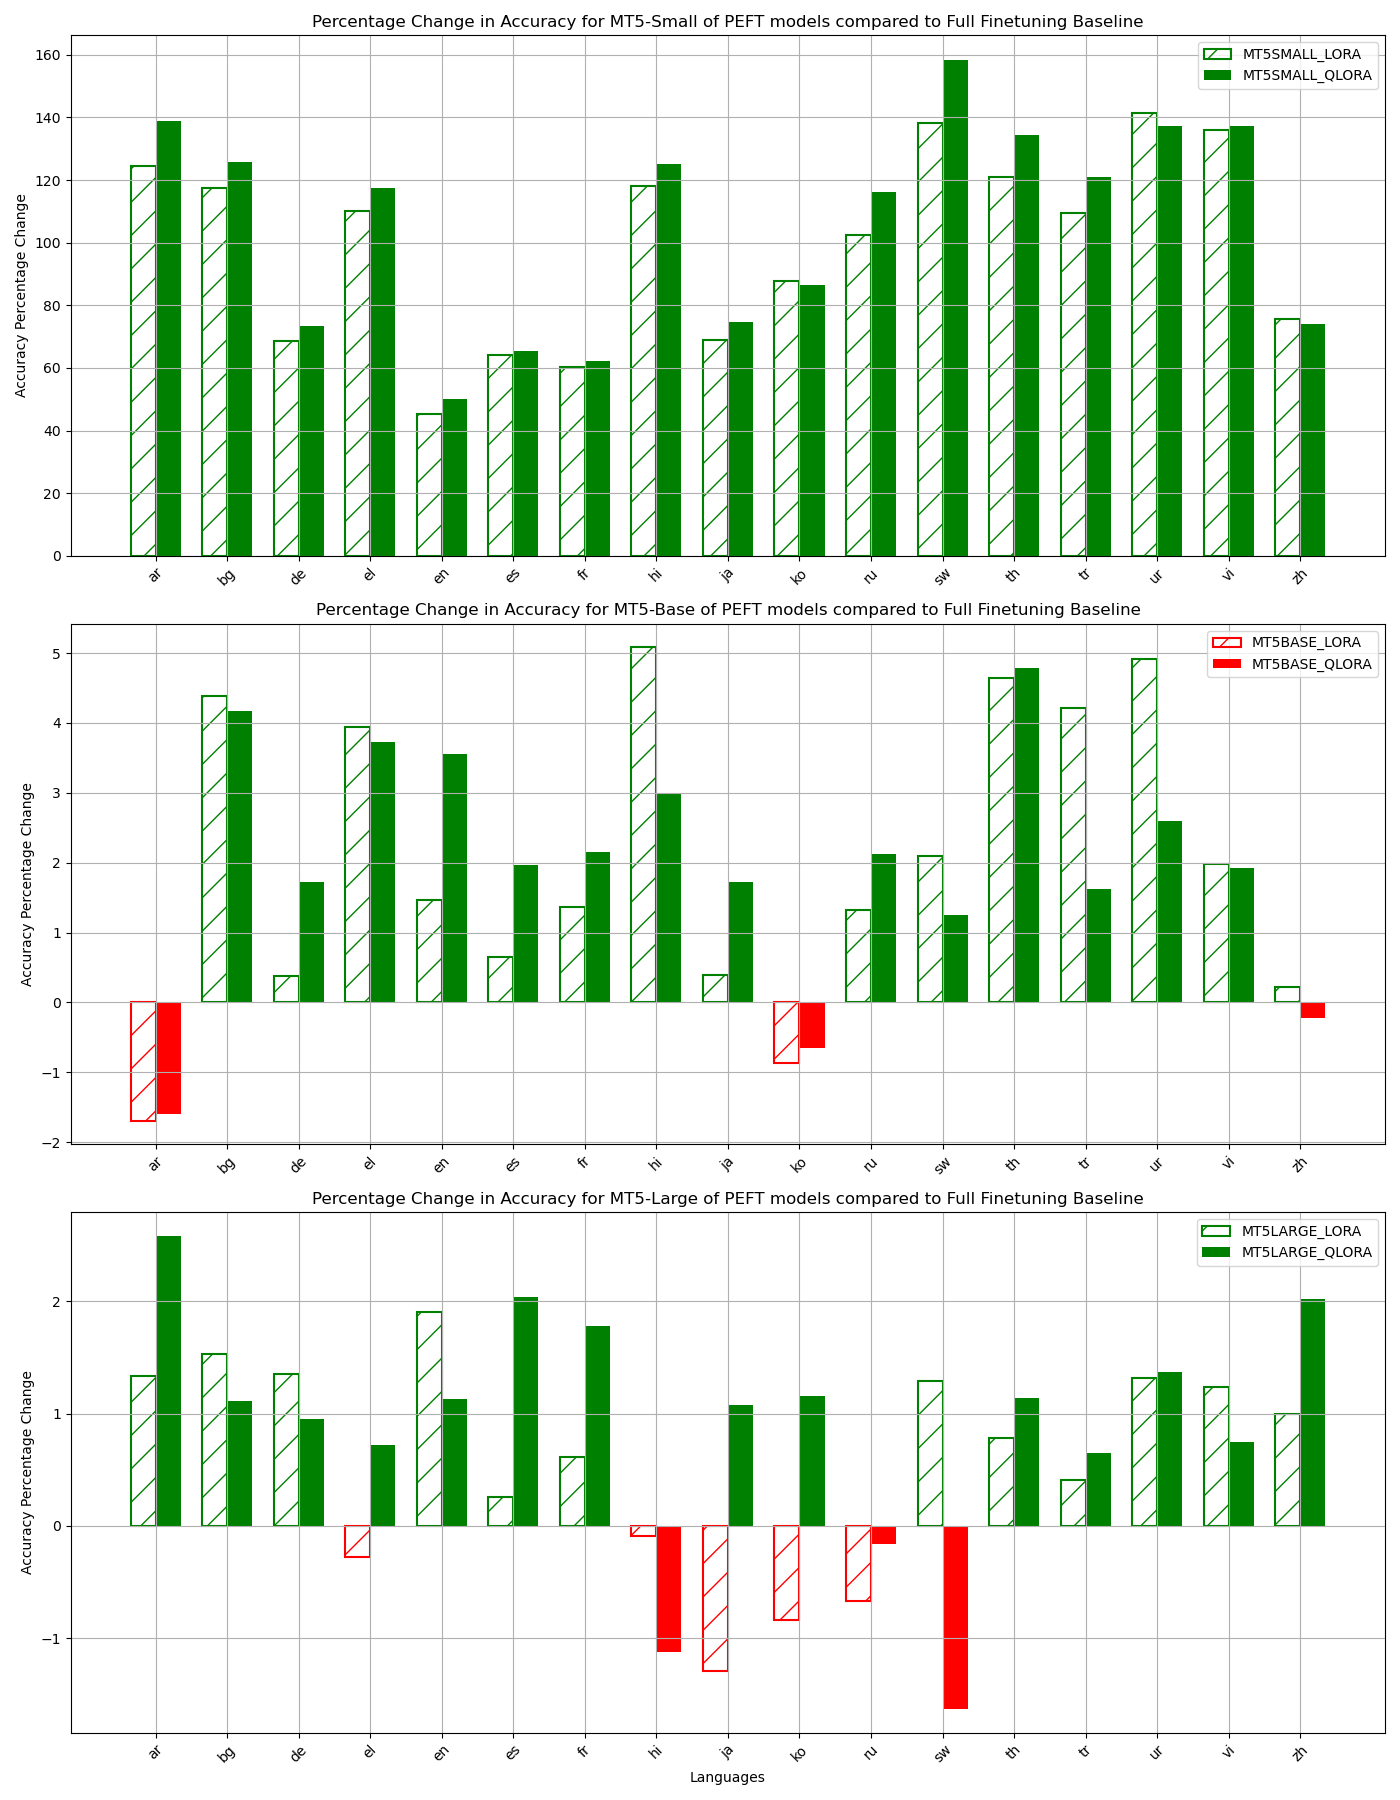 Percentage Change in Accuracy for MT5-Small of PEFT models compared to Full Finetuning Baseline
MT5SMALL_LORA
MT5SMALL_QLORA
Accuracy Percentage Change
160
140
120
100
80
60
40
20
0
ar bg de el en es fr hi ja ko ru sw th tr ur vi zh
Percentage Change in Accuracy for MT5-Base of PEFT models compared to Full Finetuning Baseline
MT5BASE_LORA
MT5BASE_QLORA
Accuracy Percentage Change
5
4
3
2
1
0
−1
−2
ar bg de el en es fr hi ja ko ru sw th tr ur vi zh
Percentage Change in Accuracy for MT5-Large of PEFT models compared to Full Finetuning Baseline
MT5LARGE_LORA
MT5LARGE_QLORA
Accuracy Percentage Change
2
1
0
−1
ar bg de el en es fr hi ja ko ru sw th tr ur vi zh
Languages